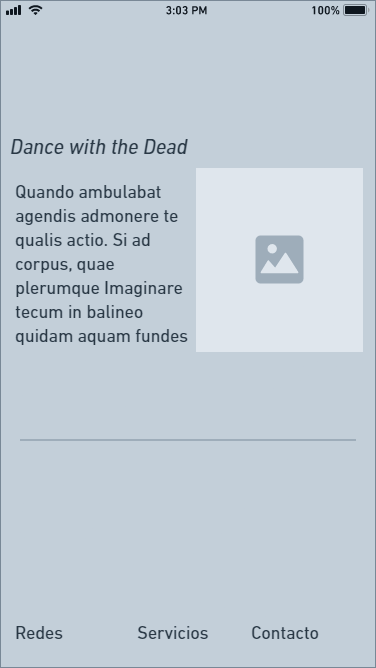 3:03 PM 100%
Dance with the Dead
Quando ambulabat
agendis admonere te
qualis actio. Si ad
corpus, quae
plerumque Imaginare
tecum in balineo
quidam aquam fundes
Redes Servicios Contacto